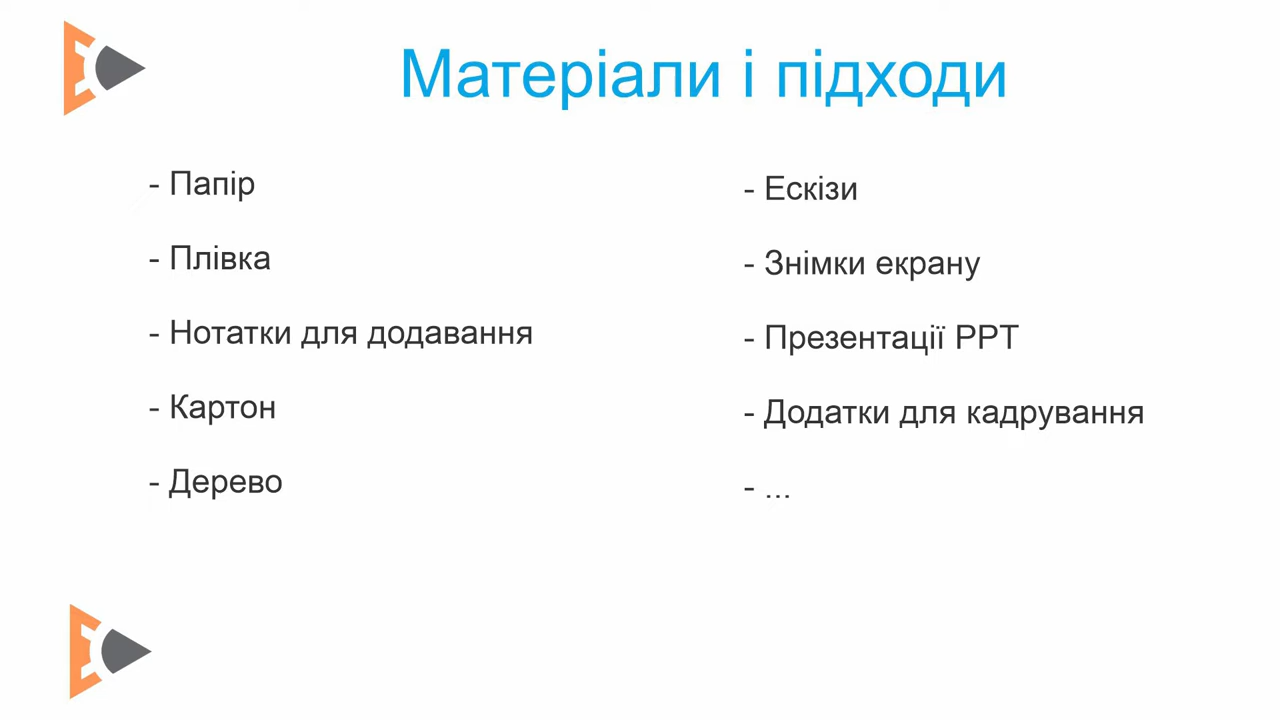 Матеріали і підходи
- Папір
- Плівка
- Нотатки для додавання
- Картон
- Дерево
- Ескізи
- Знімки екрану
- Презентації PPT
- Додатки для кадрування
- ...